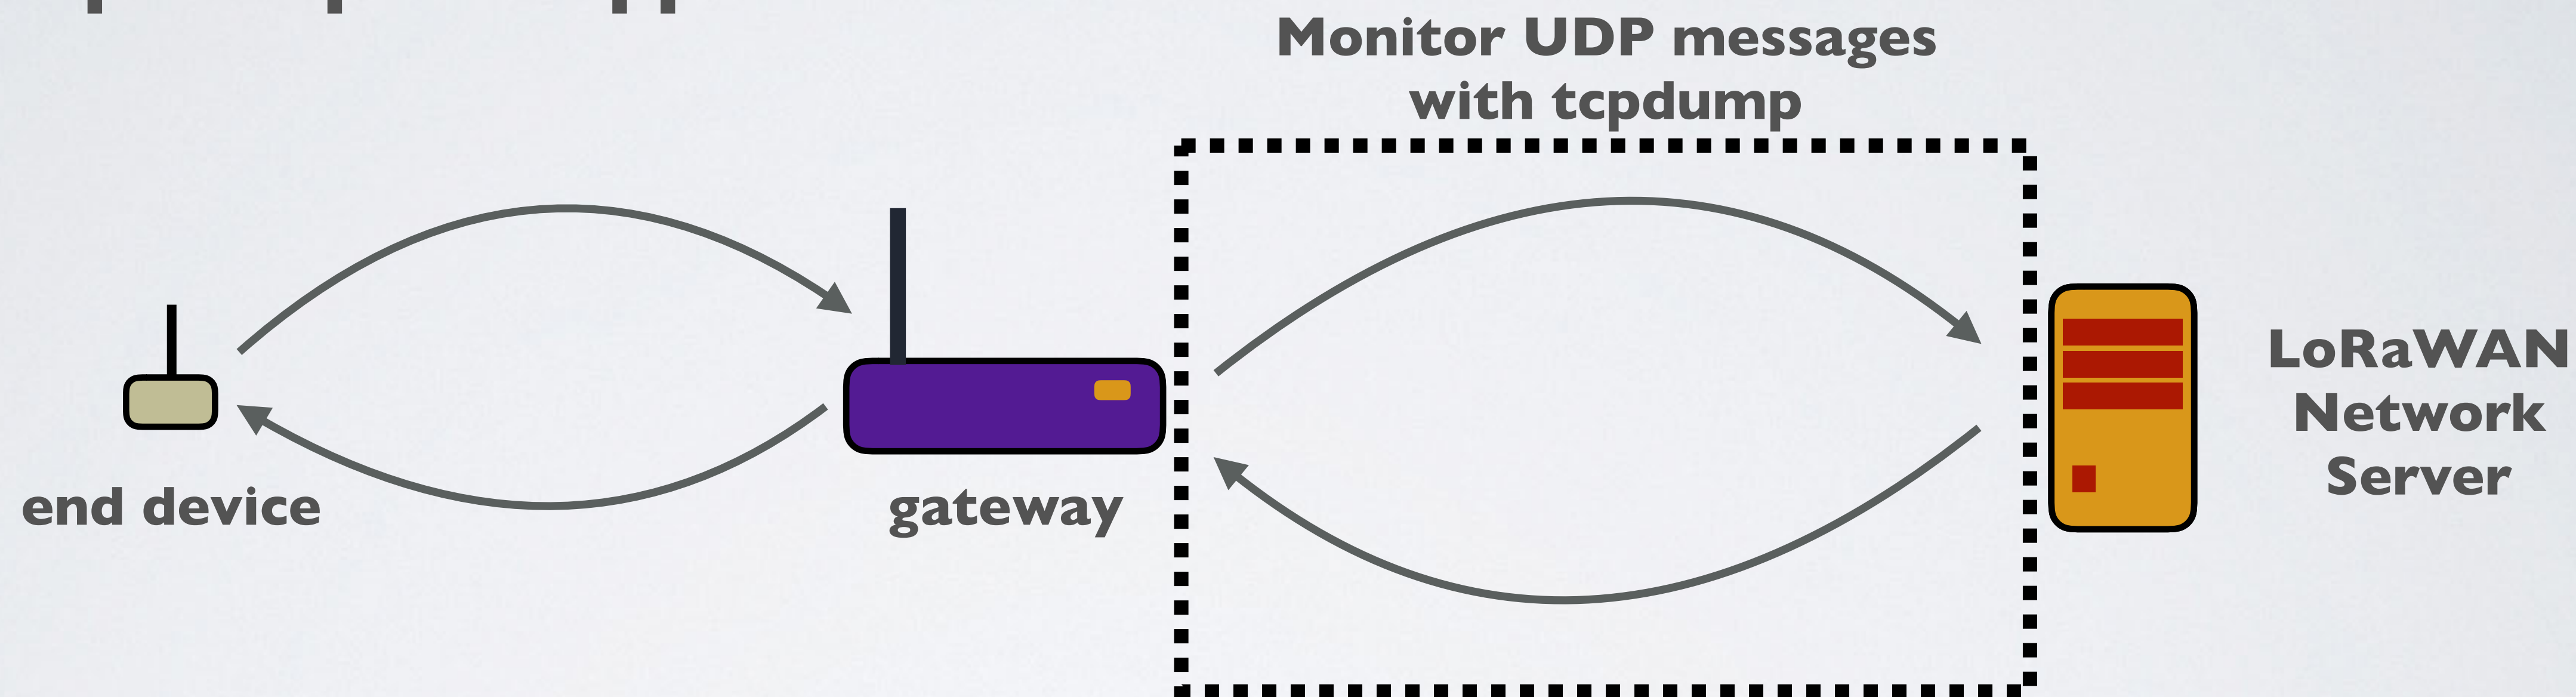 Monitor UDP messages
with tcpdump
end device
gateway
LoRaWAN
Network
Server